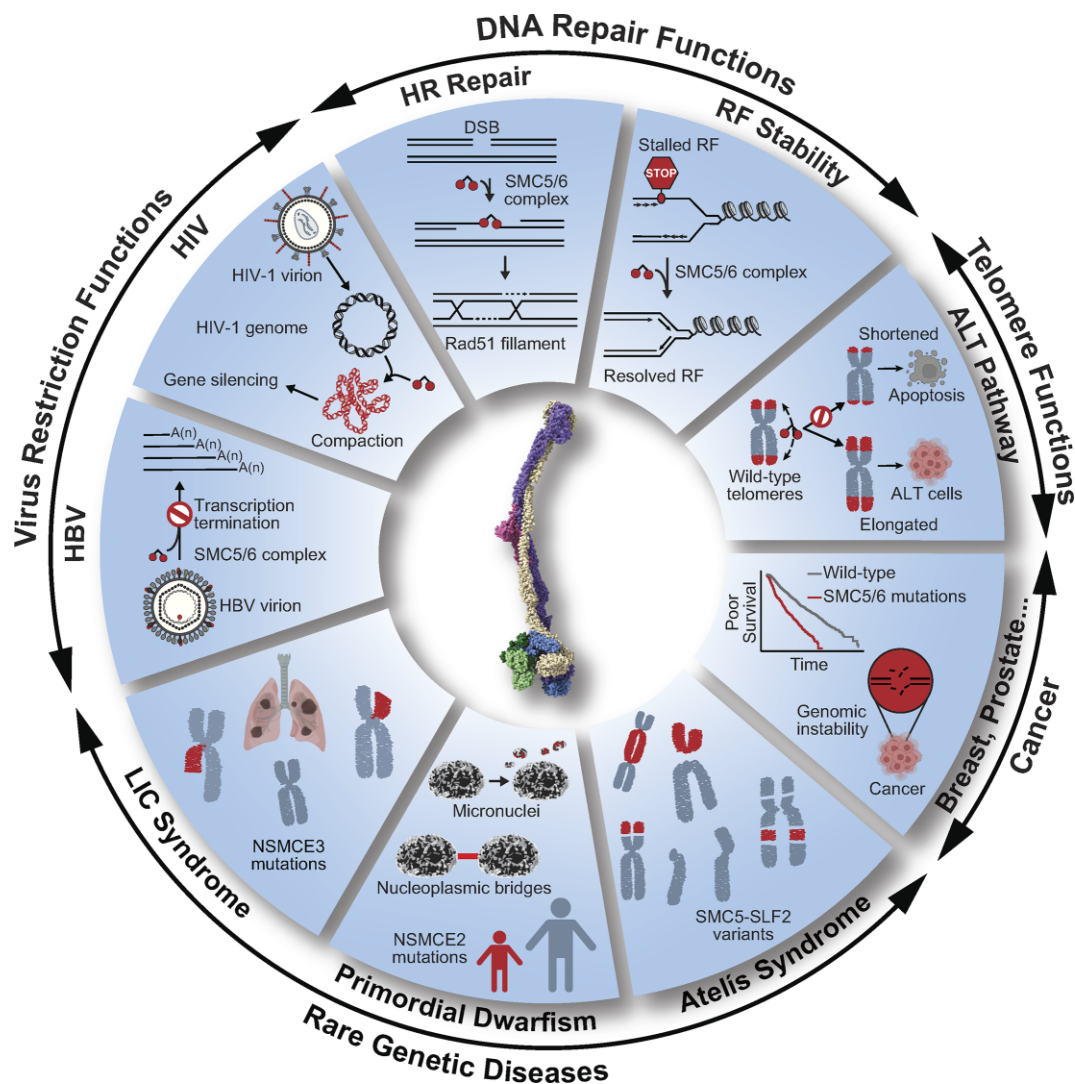 DNA Repair Functions
HR Repair
DSB
SMC5/6
complex
Rad51 fillament
RF Stability
Stalled RF
STOP
SMC5/6 complex
Resolved RF
Telomere Functions
ALT Pathway
Shortened
Apoptosis
Wild-type
telomeres
ALT cells
Elongated
Cancer
Breast, Prostate...
Wild-type
SMC5/6 mutations
Poor
Survival
Time
Genomic
instability
Cancer
Rare Genetic Diseases
Atelís Syndrome
SMC5-SLF2
variants
Primordial Dwarfism
Micronuclei
Nucleoplasmic bridges
NSMCE2
mutations
LIC Syndrome
NSMCE3
mutations
Virus Restriction Functions
HBV
A(n)
A(n)
A(n)
A(n)
Transcription
termination
SMC5/6 complex
HBV virion
HIV
HIV-1 virion
HIV-1 genome
Gene silencing
Compaction